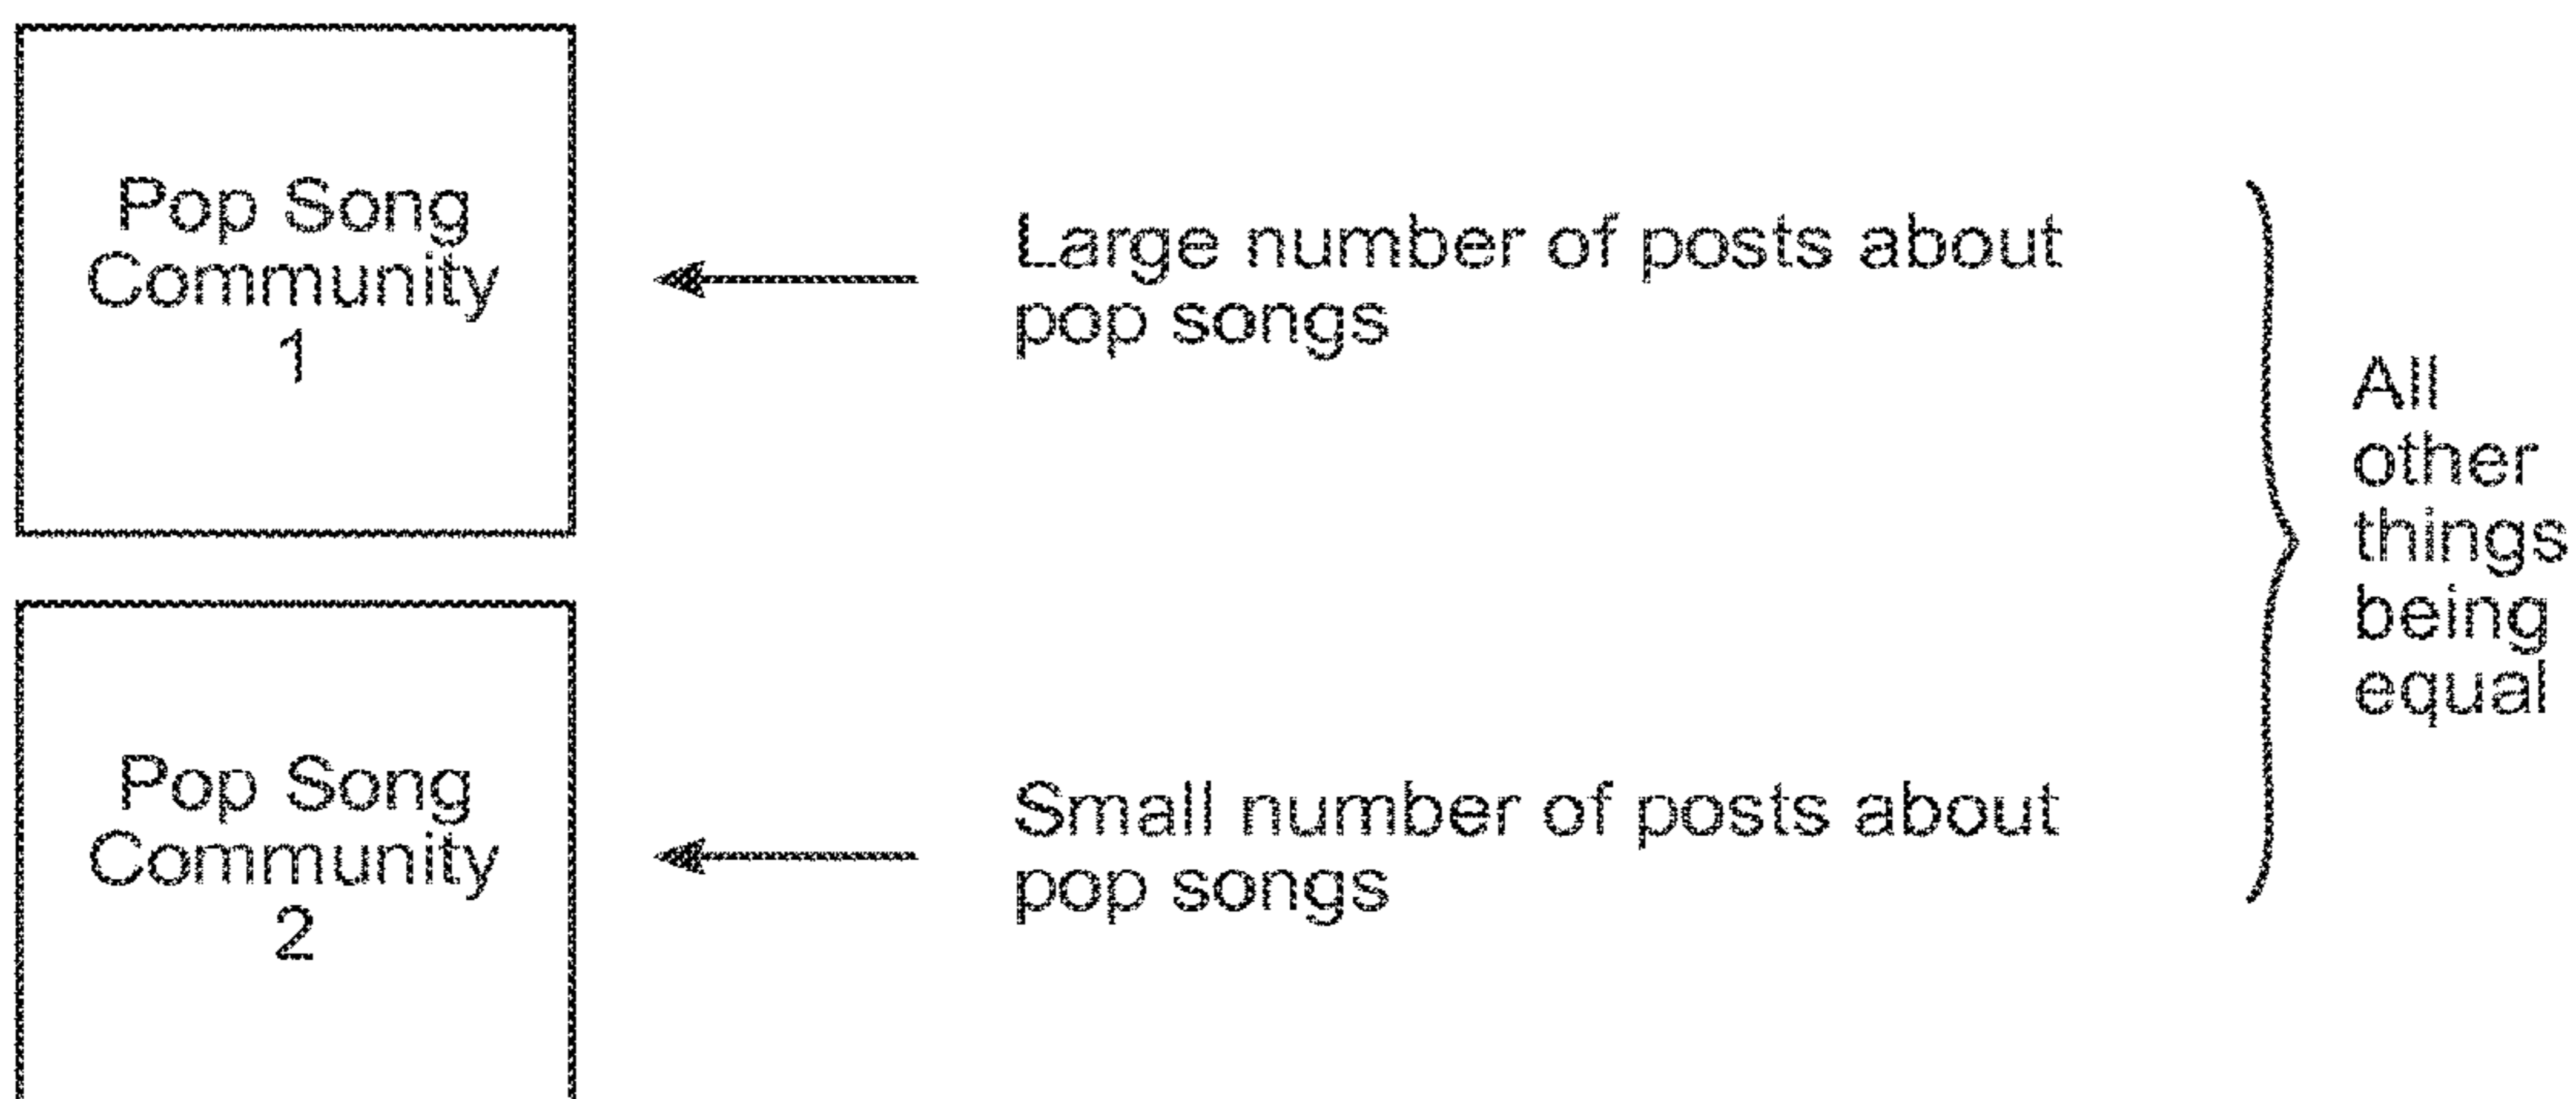 Pop Song
Community
1
Large number of posts about
pop songs
Pop Song
Community
2
Small number of posts about
pop songs
All
other
things
being
equal